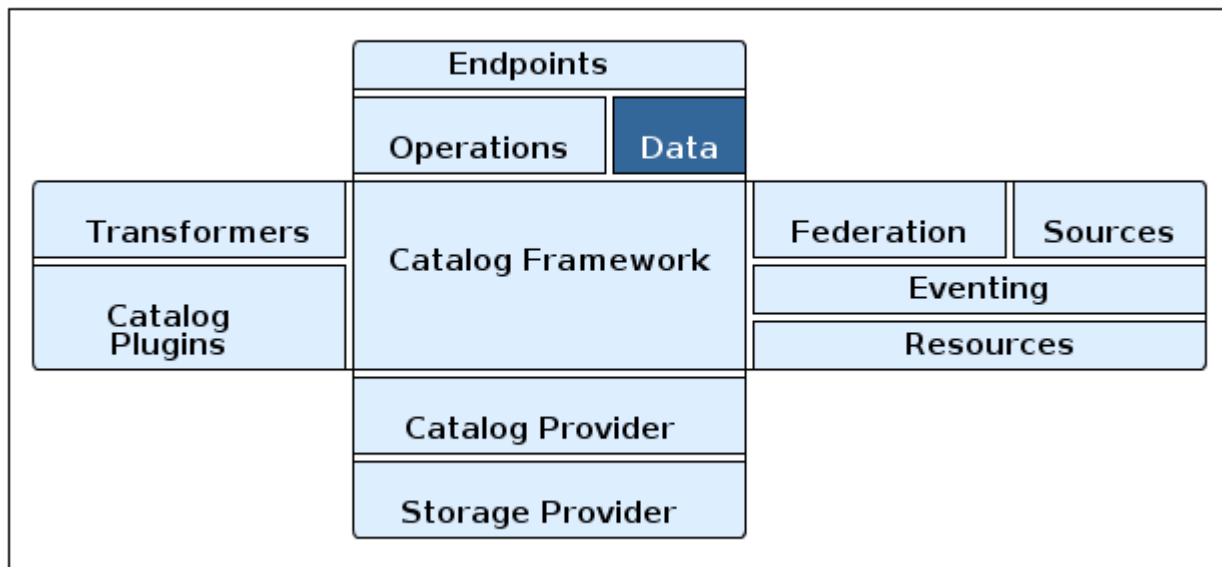 Endpoints
Operations
Data
Transformers
Catalog Framework
Federation
Sources
Catalog
Plugins
Eventing
Resources
Catalog Provider
Storage Provider